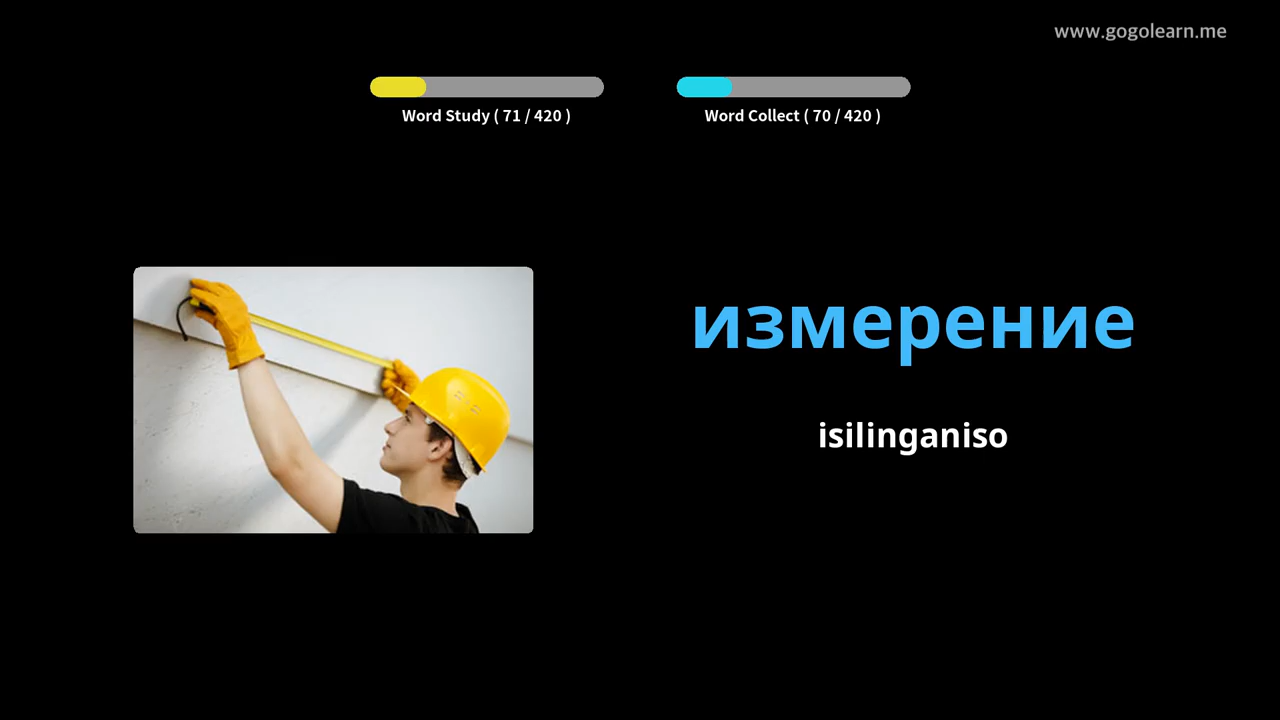 www.gogolearn.me
Word Study ( 71 / 420 )
Word Collect ( 70 / 420 )
измерение
isilinganiso